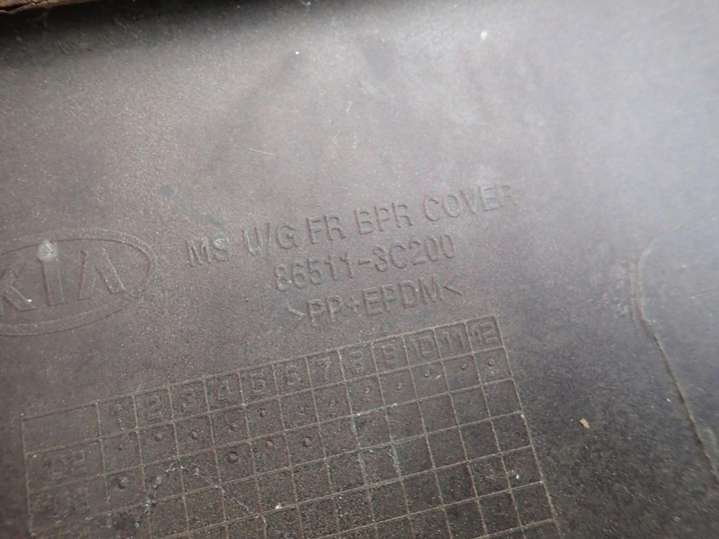 KIA
MS U/G FR BPR COVER
86511-3C200
>PP+EPDM<
1 2 3 4 5 6 7 8 9 10 11 12
02